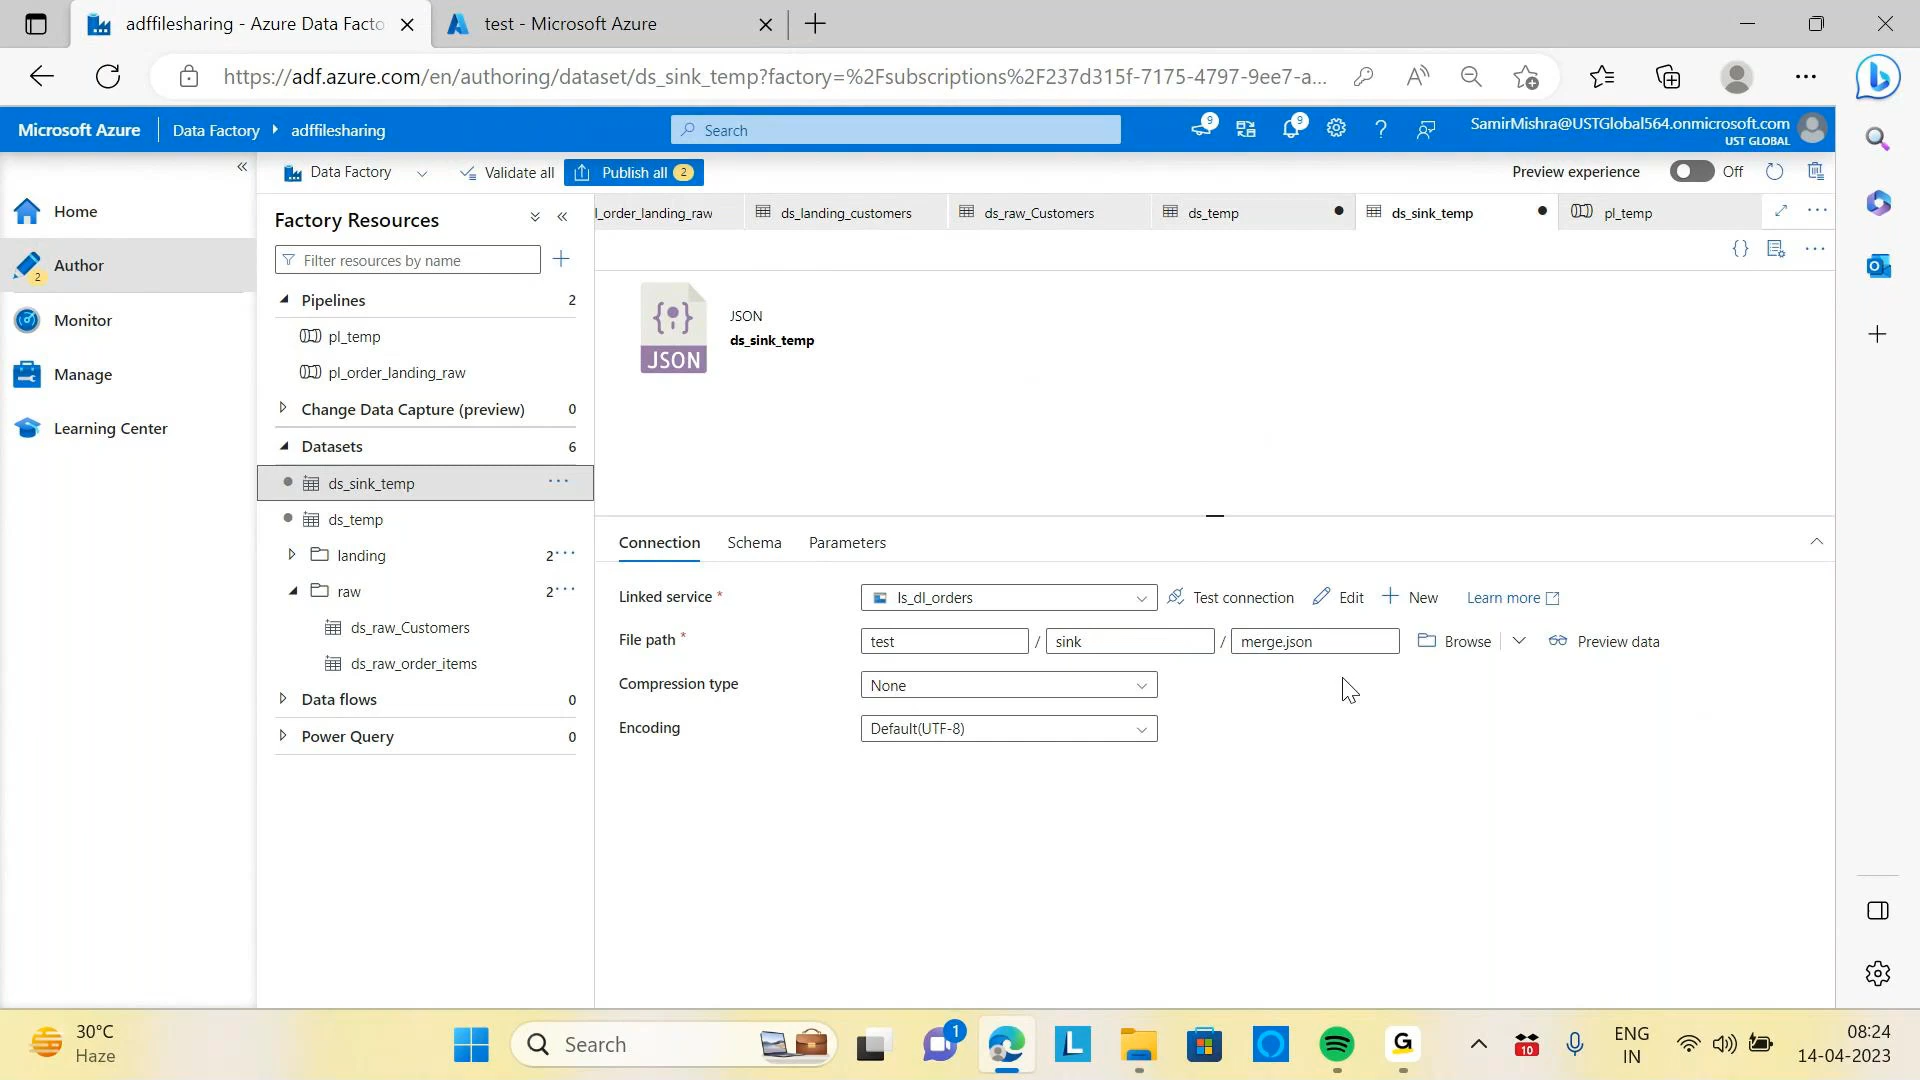 adffilesharing - Azure Data Facto
test - Microsoft Azure
https://adf.azure.com/en/authoring/dataset/ds_sink_temp?factory=%2Fsubscriptions%2F237d315f-7175-4797-9ee7-a...
Microsoft Azure
Data Factory
adffilesharing
Search
9
9
SamirMishra@USTGlobal564.onmicrosoft.com
UST GLOBAL
Data Factory
Validate all
Publish all 2
Preview experience
Off
Home
Author
2
Monitor
Manage
Learning Center
Factory Resources
Filter resources by name
Pipelines 2
pl_temp
pl_order_landing_raw
Change Data Capture (preview) 0
Datasets 6
ds_sink_temp
ds_temp
landing 2
raw 2
ds_raw_Customers
ds_raw_order_items
Data flows 0
Power Query 0
l_order_landing_raw
ds_landing_customers
ds_raw_Customers
ds_temp
ds_sink_temp
pl_temp
JSON
JSON
ds_sink_temp
Connection
Schema
Parameters
Linked service *
ls_dl_orders
Test connection
Edit
New
Learn more
File path *
test / sink / merge.json
Browse
Preview data
Compression type
None
Encoding
Default(UTF-8)
30°C
Haze
Search
1
L
G
10
ENG
IN
08:24
14-04-2023